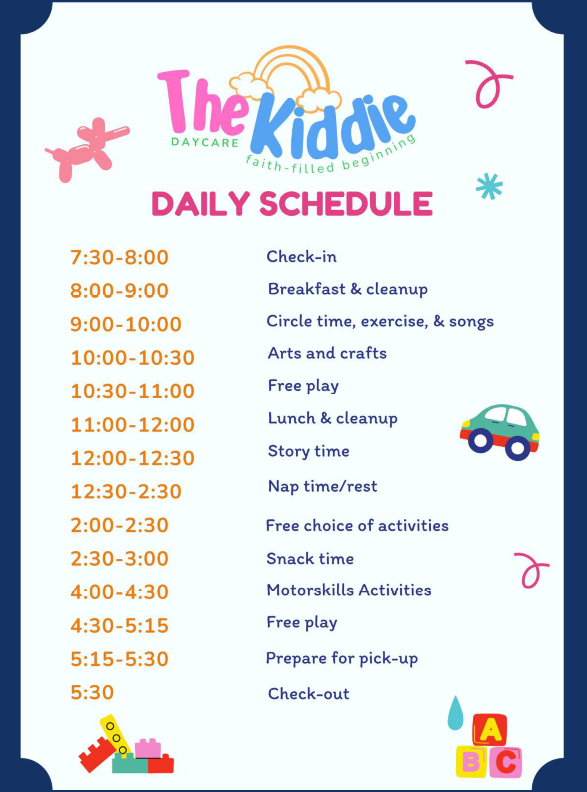 The Kiddie
DAYCARE
faith-filled beginning
DAILY SCHEDULE
7:30-8:00 Check-in
8:00-9:00 Breakfast & cleanup
9:00-10:00 Circle time, exercise, & songs
10:00-10:30 Arts and crafts
10:30-11:00 Free play
11:00-12:00 Lunch & cleanup
12:00-12:30 Story time
12:30-2:30 Nap time/rest
2:00-2:30 Free choice of activities
2:30-3:00 Snack time
4:00-4:30 Motorskills Activities
4:30-5:15 Free play
5:15-5:30 Prepare for pick-up
5:30 Check-out
A
B C